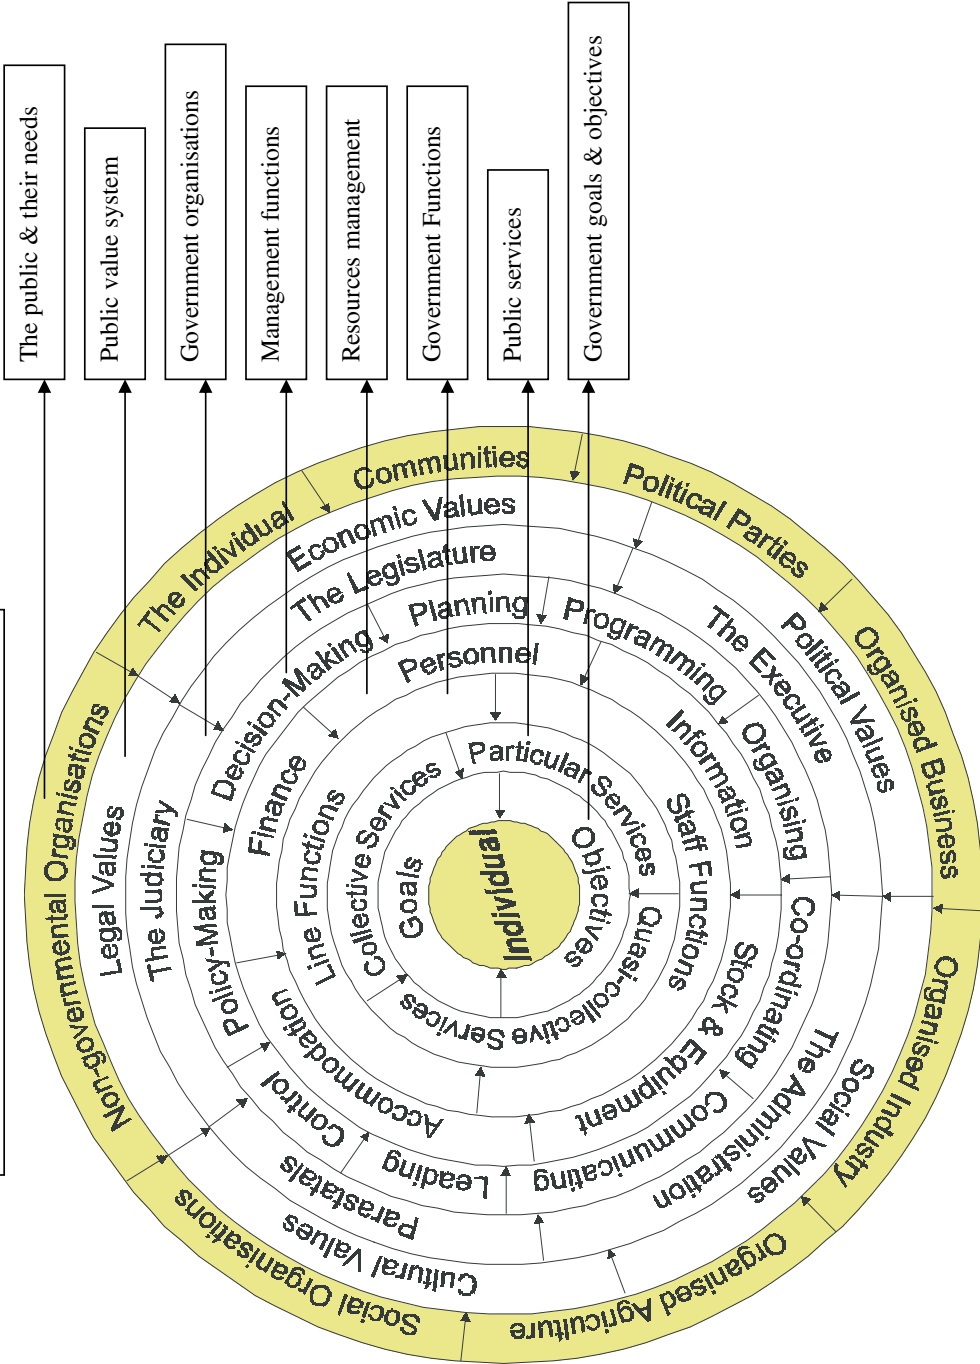 The public & their needs
Public value system
Government organisations
Management functions
Resources management
Government Functions
Public services
Government goals & objectives
The Individual
Communities
Political Parties
Organised Business
Organised Industry
Organised Agriculture
Social Organisations
Non-governmental Organisations
Economic Values
Political Values
Social Values
Cultural Values
Legal Values
The Legislature
The Executive
The Administration
Parastatals
The Judiciary
Decision-Making
Planning
Programming
Organising
Co-ordinating
Communicating
Leading
Control
Policy-Making
Personnel
Information
Stock & Equipment
Accommodation
Finance
Line Functions
Staff Functions
Collective Services
Particular Services
Quasi-collective Services
Goals
Objectives
Individual